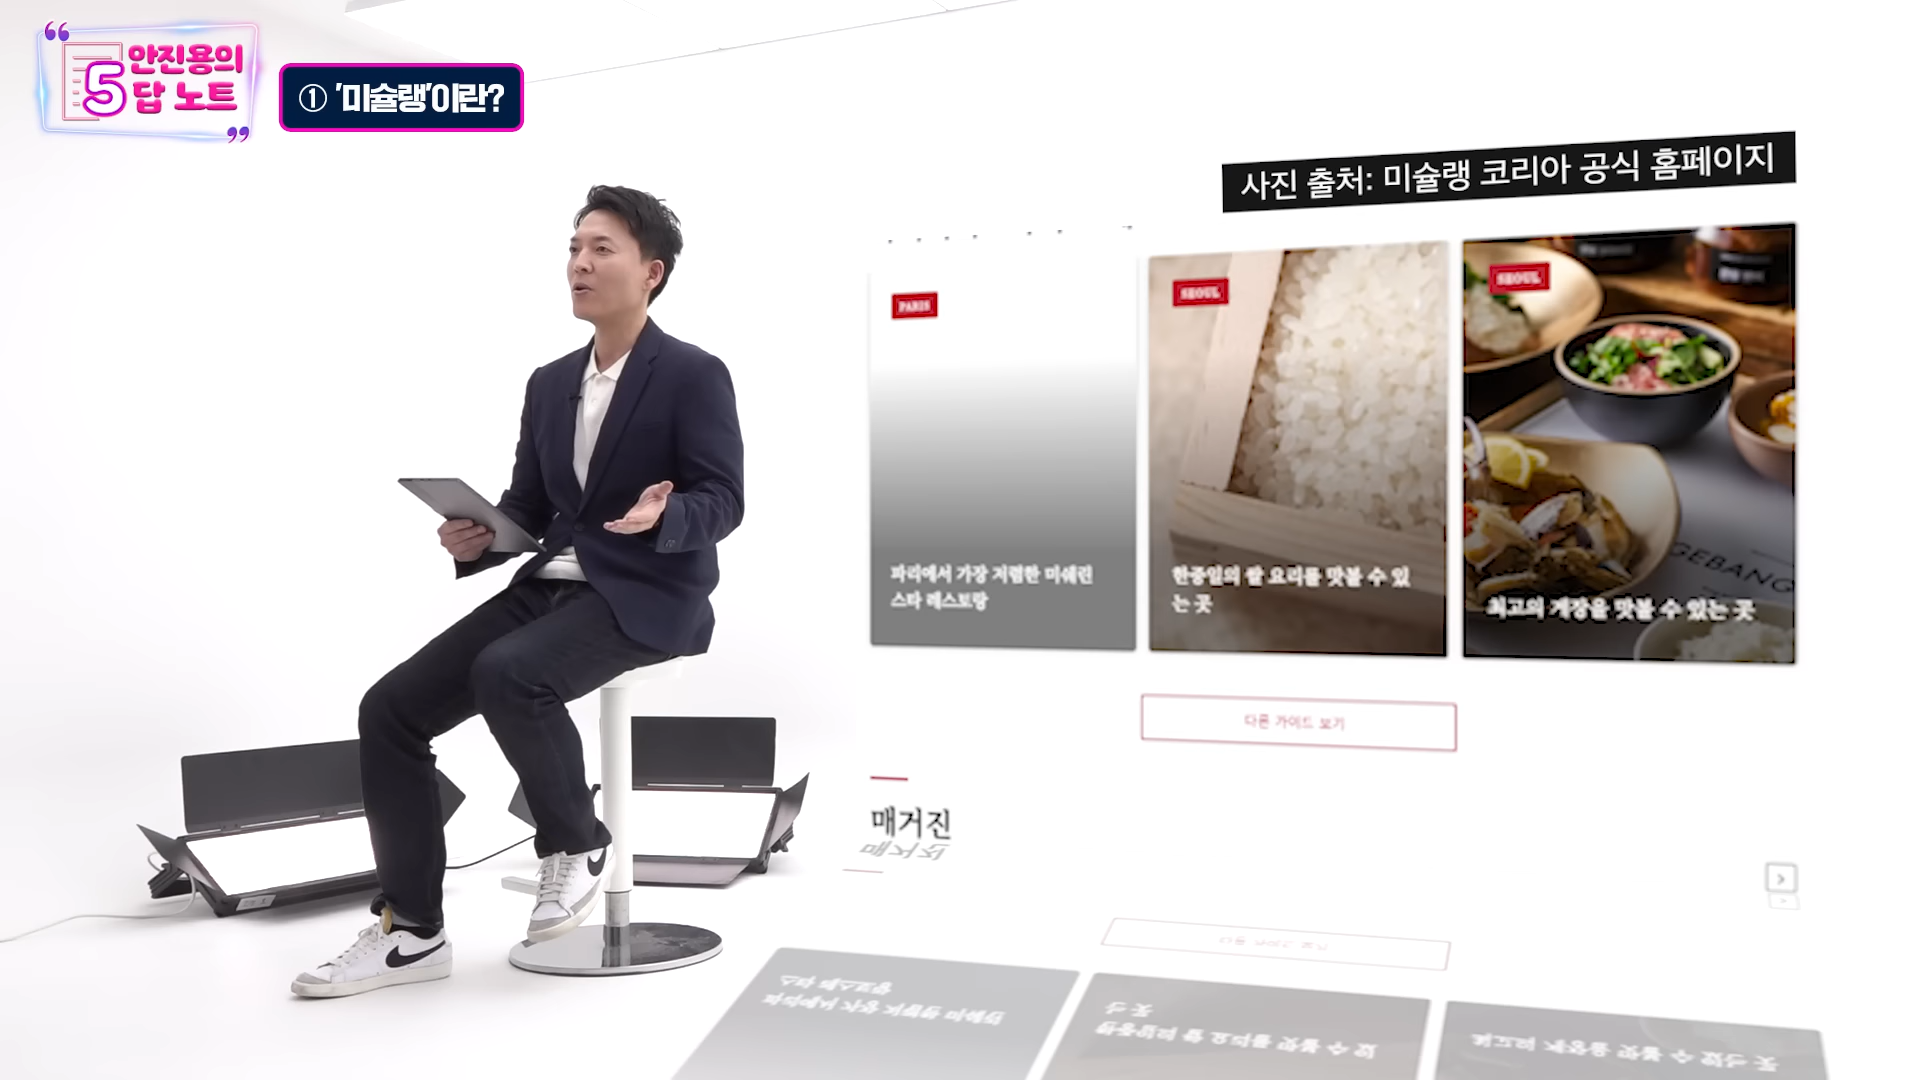 “
안진용의
5답 노트
”
① '미슐랭'이란?
사진 출처: 미슐랭 코리아 공식 홈페이지
PARIS
파리에서 가장 저렴한 미쉐린
스타 레스토랑
SEOUL
한중일의 쌀 요리를 맛볼 수 있
는 곳
SEOUL
GEBANG
최고의 게장을 맛볼 수 있는 곳
다른 가이드 보기
매거진